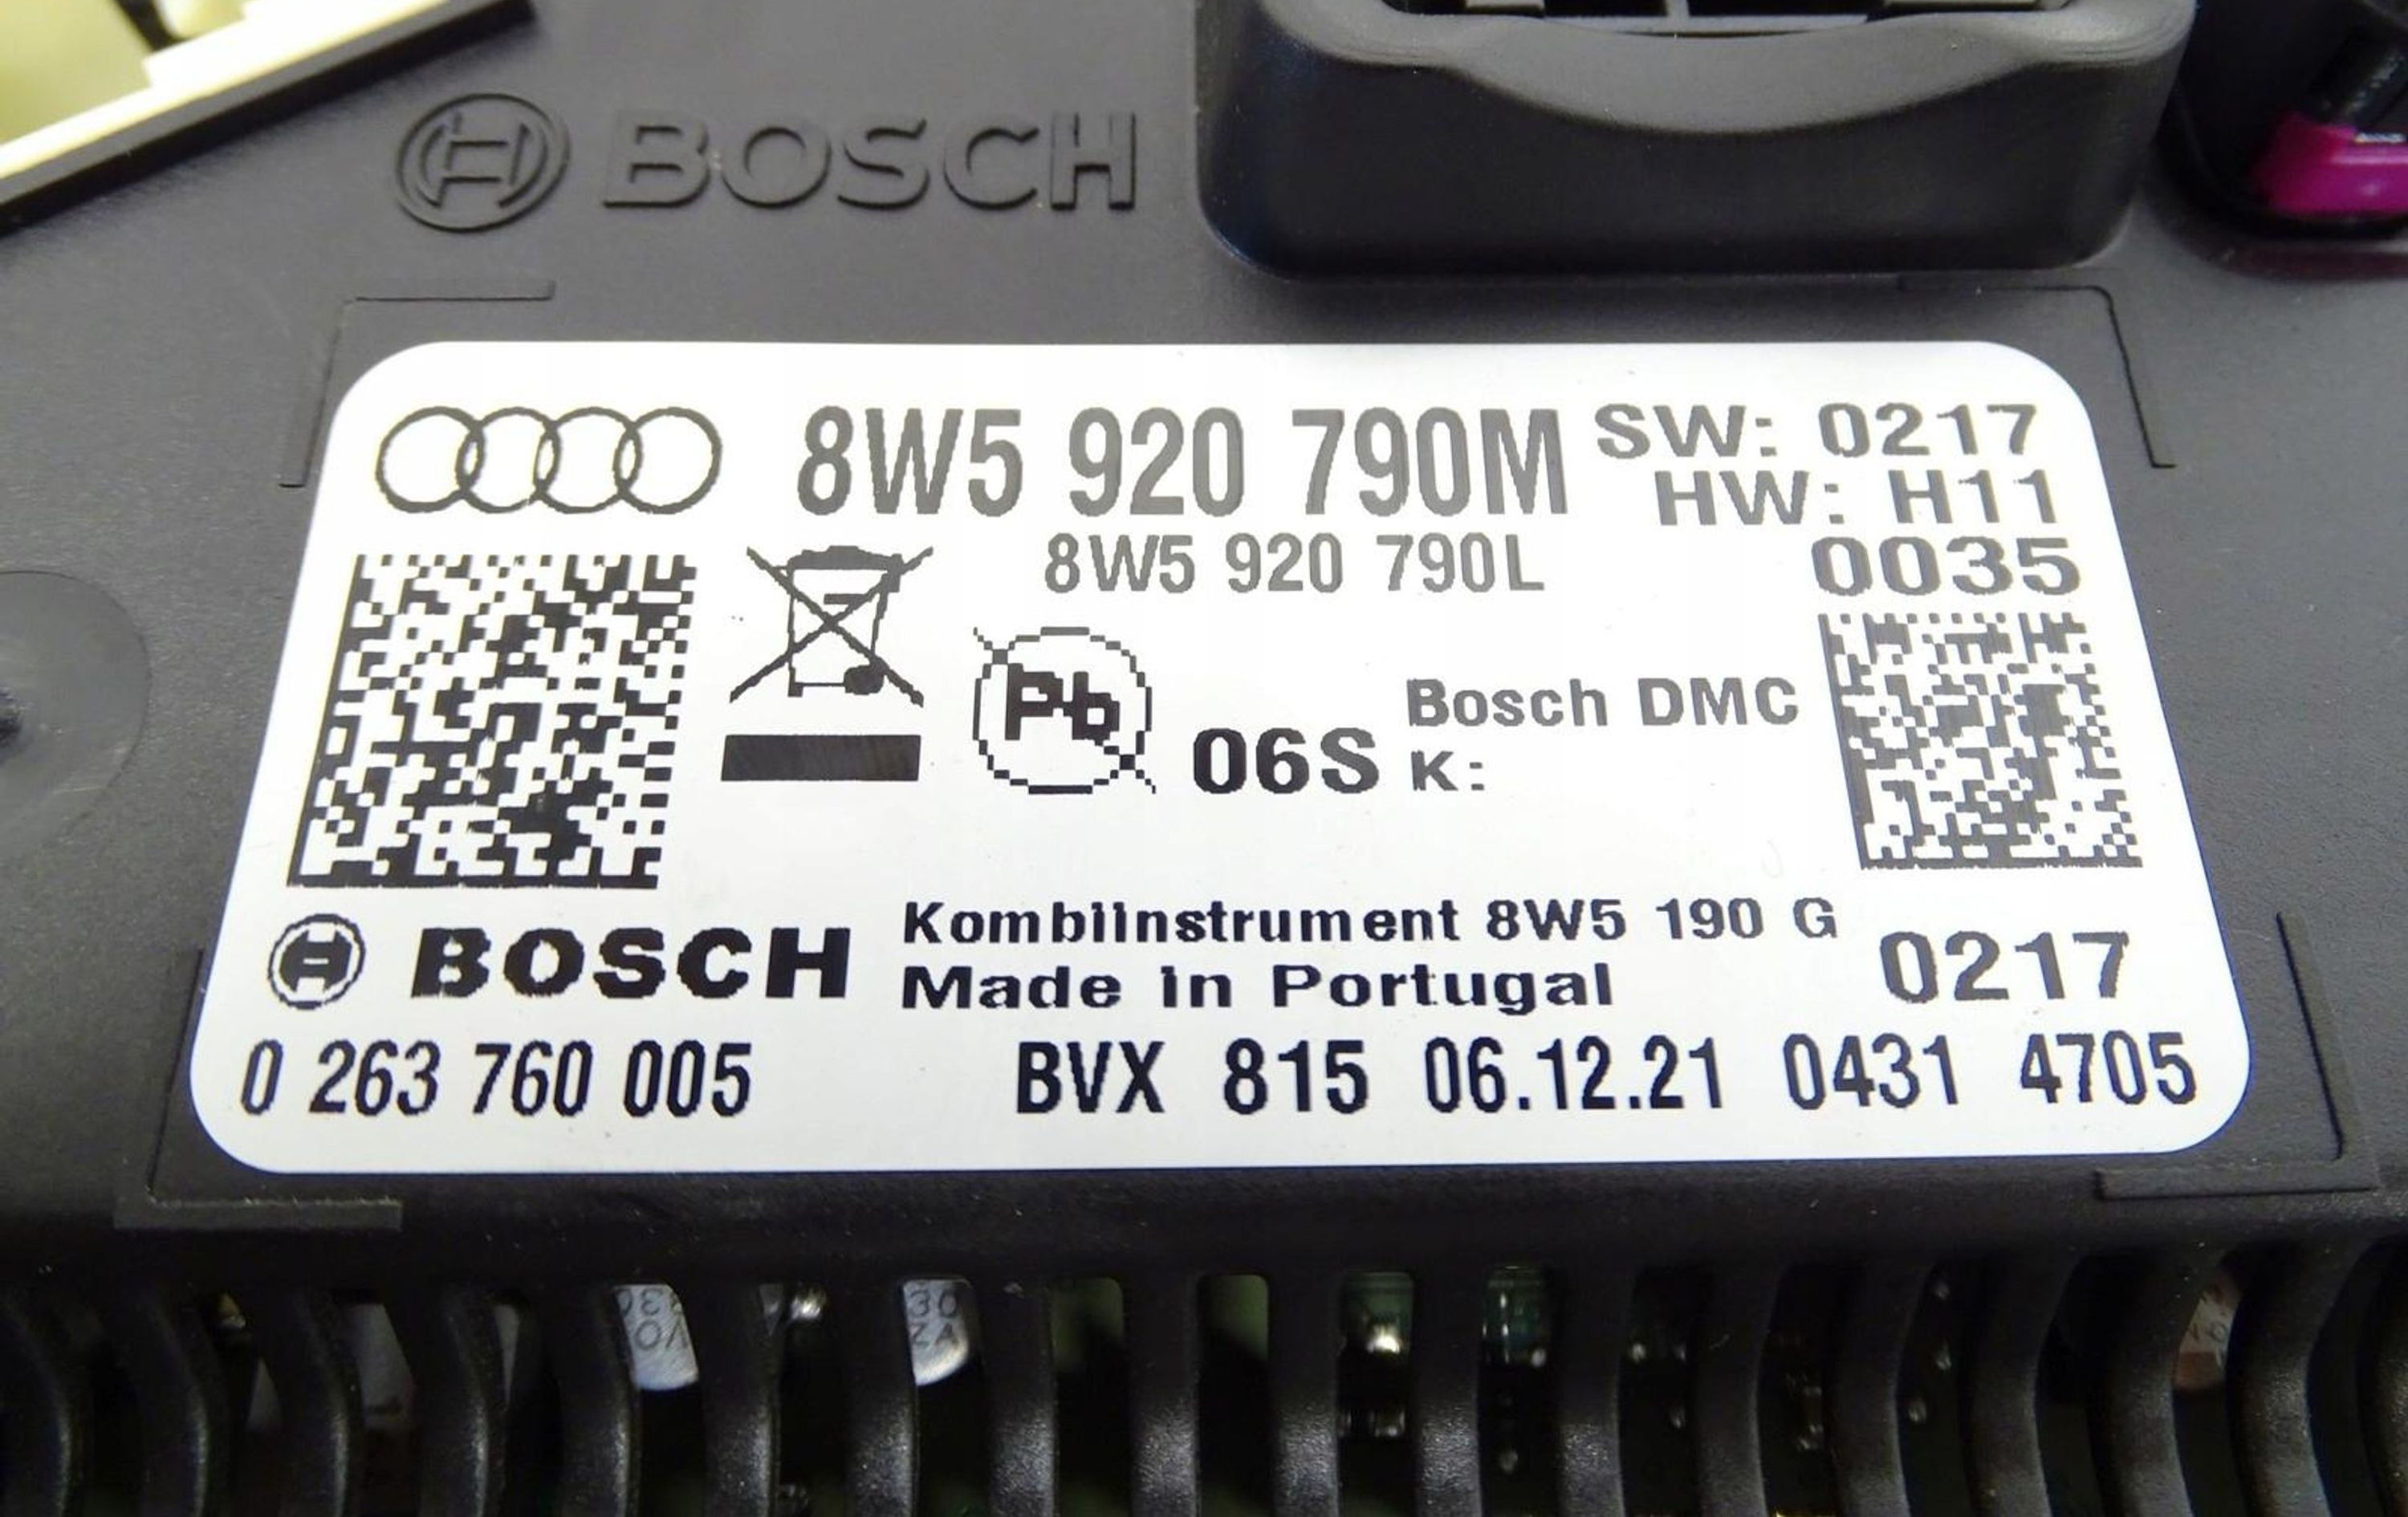 BOSCH
8W5 920 790M
SW: 0217
HW: H11
8W5 920 790L
0035
Pb
06S
Bosch DMC
K:
BOSCH
Kombiinstrument 8W5 190 G
Made in Portugal
0217
0 263 760 005
BVX 815 06.12.21 0431 4705